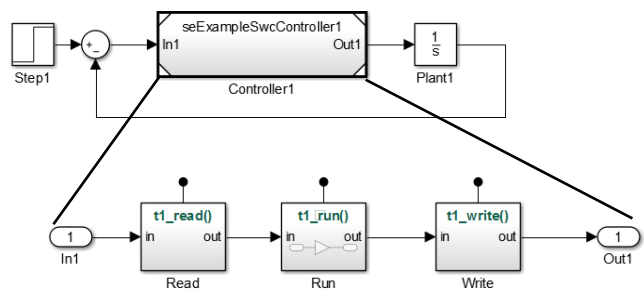 seExampleSwcController1
In1
Out1
+
−
1
s
Step1
Controller1
Plant1
t1_read()
t1_run()
t1_write()
1
in
out
in
out
in
out
1
In1
Read
Run
Write
Out1